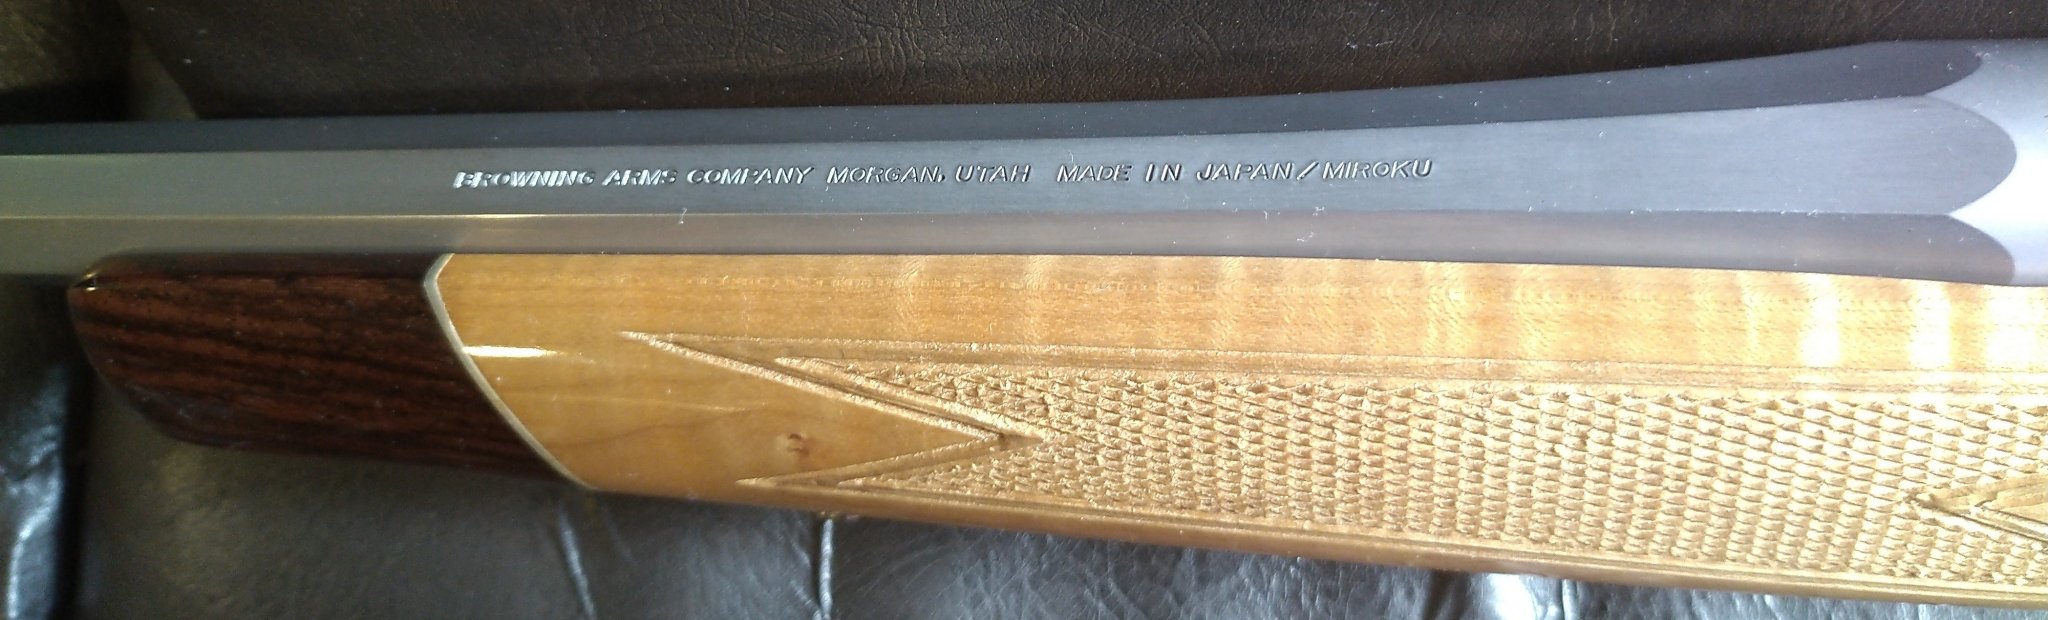 BROWNING ARMS COMPANY MORGAN, UTAH MADE IN JAPAN/MIROKU